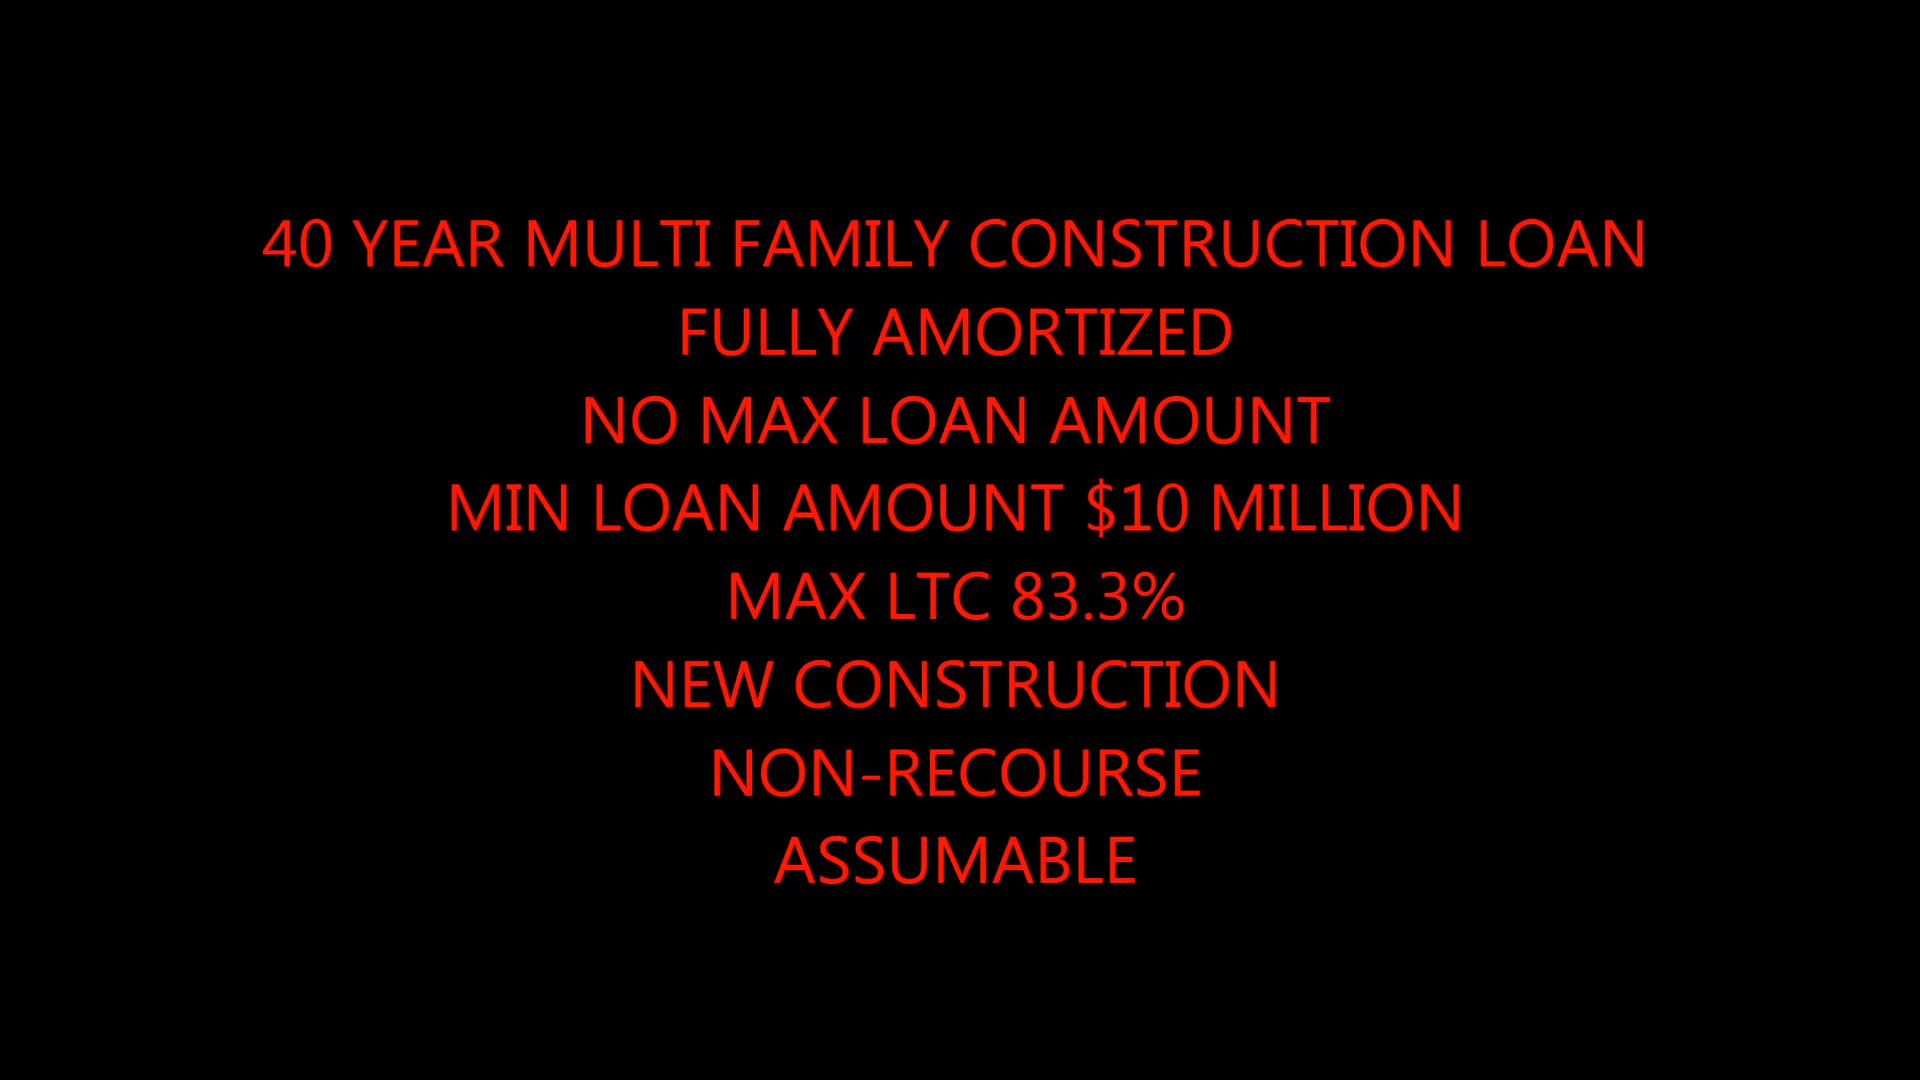 40 YEAR MULTI FAMILY CONSTRUCTION LOAN
FULLY AMORTIZED
NO MAX LOAN AMOUNT
MIN LOAN AMOUNT $10 MILLION
MAX LTC 83.3%
NEW CONSTRUCTION
NON-RECOURSE
ASSUMABLE